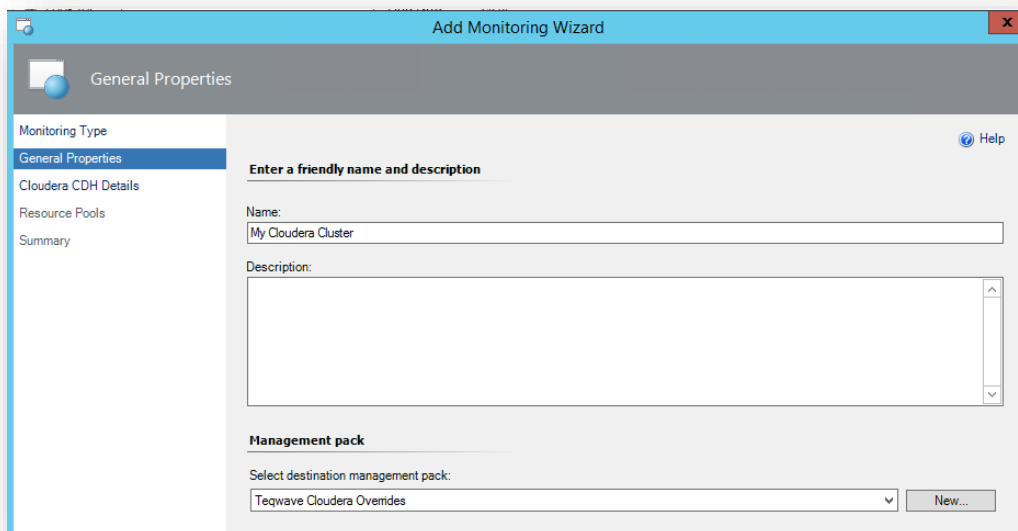 Add Monitoring Wizard
x
General Properties
Monitoring Type
General Properties
Cloudera CDH Details
Resource Pools
Summary
Help
Enter a friendly name and description
Name:
My Cloudera Cluster
Description:
Management pack
Select destination management pack:
Teqwave Cloudera Overrides
New...